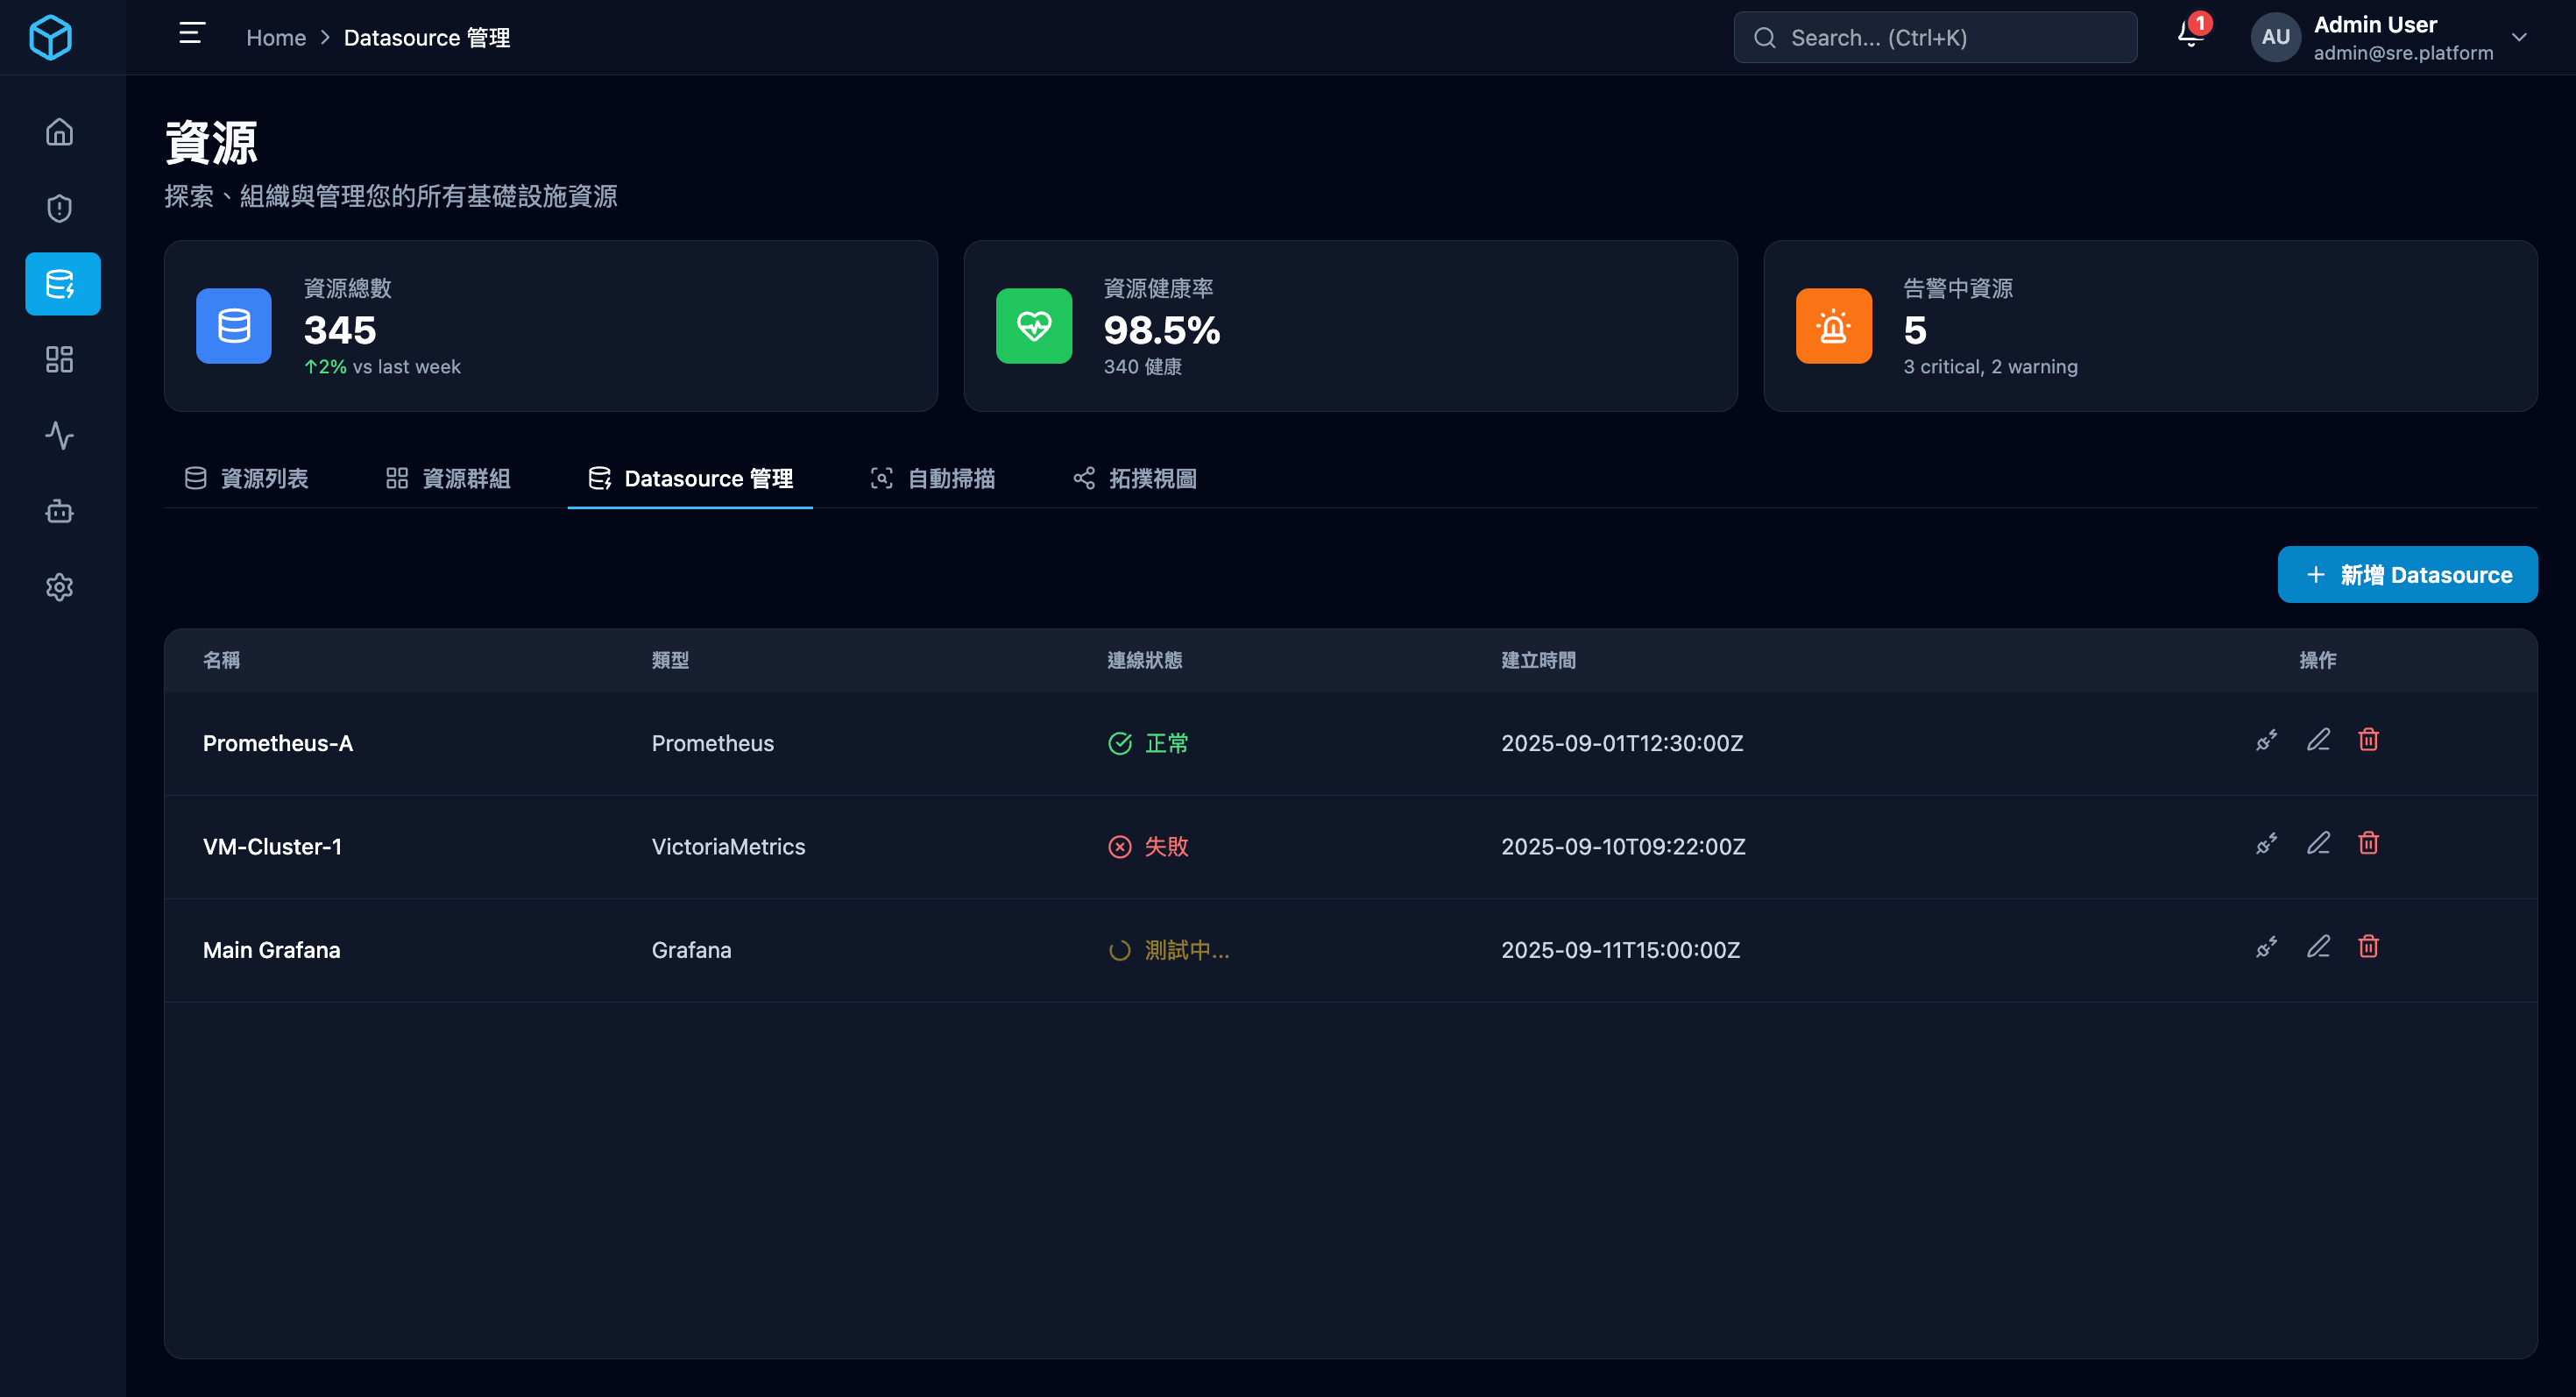 Home > Datasource 管理
Search... (Ctrl+K)
1
AU
Admin User
admin@sre.platform
資源
探索、組織與管理您的所有基礎設施資源
資源總數
345
↑2% vs last week
資源健康率
98.5%
340 健康
告警中資源
5
3 critical, 2 warning
資源列表
資源群組
Datasource 管理
自動掃描
拓撲視圖
+ 新增 Datasource
名稱 類型 連線狀態 建立時間 操作
Prometheus-A Prometheus 正常 2025-09-01T12:30:00Z
VM-Cluster-1 VictoriaMetrics 失敗 2025-09-10T09:22:00Z
Main Grafana Grafana 測試中... 2025-09-11T15:00:00Z